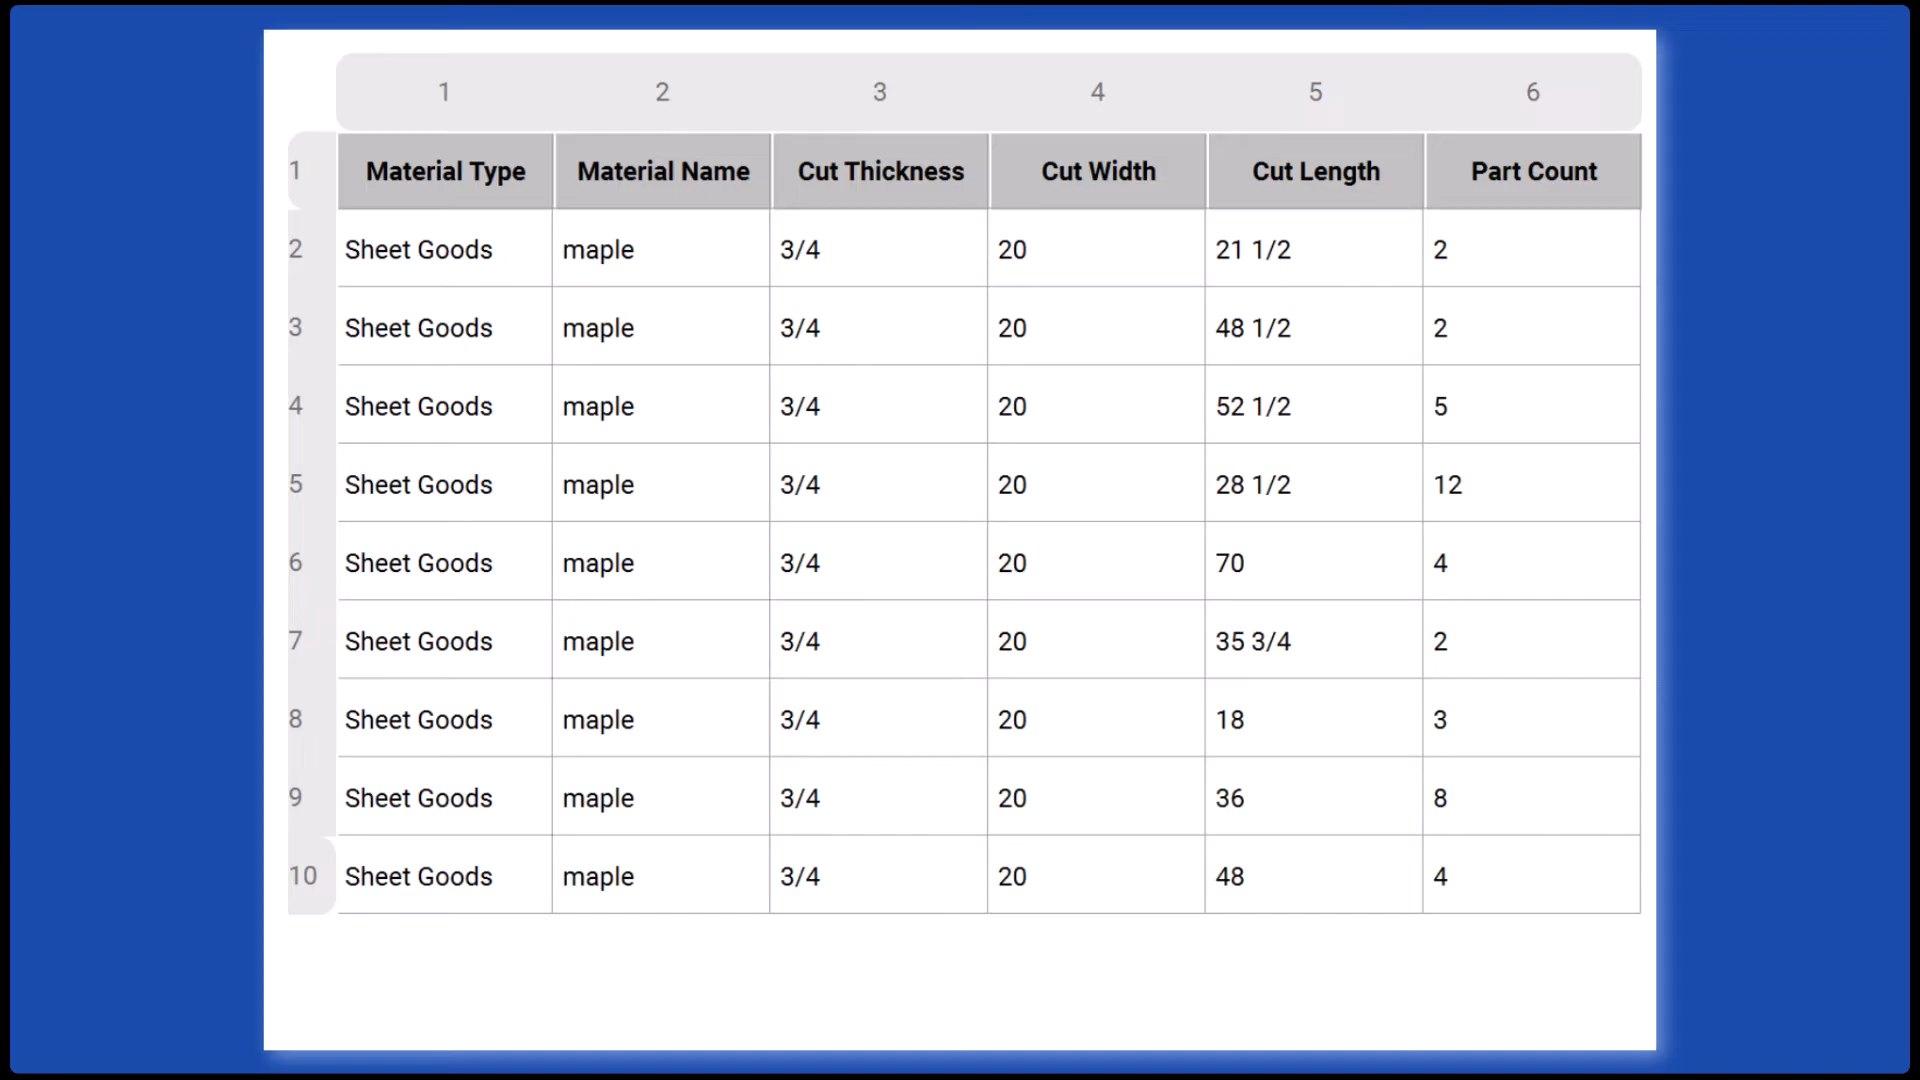 1 2 3 4 5 6
1 Material Type Material Name Cut Thickness Cut Width Cut Length Part Count
2 Sheet Goods maple 3/4 20 21 1/2 2
3 Sheet Goods maple 3/4 20 48 1/2 2
4 Sheet Goods maple 3/4 20 52 1/2 5
5 Sheet Goods maple 3/4 20 28 1/2 12
6 Sheet Goods maple 3/4 20 70 4
7 Sheet Goods maple 3/4 20 35 3/4 2
8 Sheet Goods maple 3/4 20 18 3
9 Sheet Goods maple 3/4 20 36 8
10 Sheet Goods maple 3/4 20 48 4